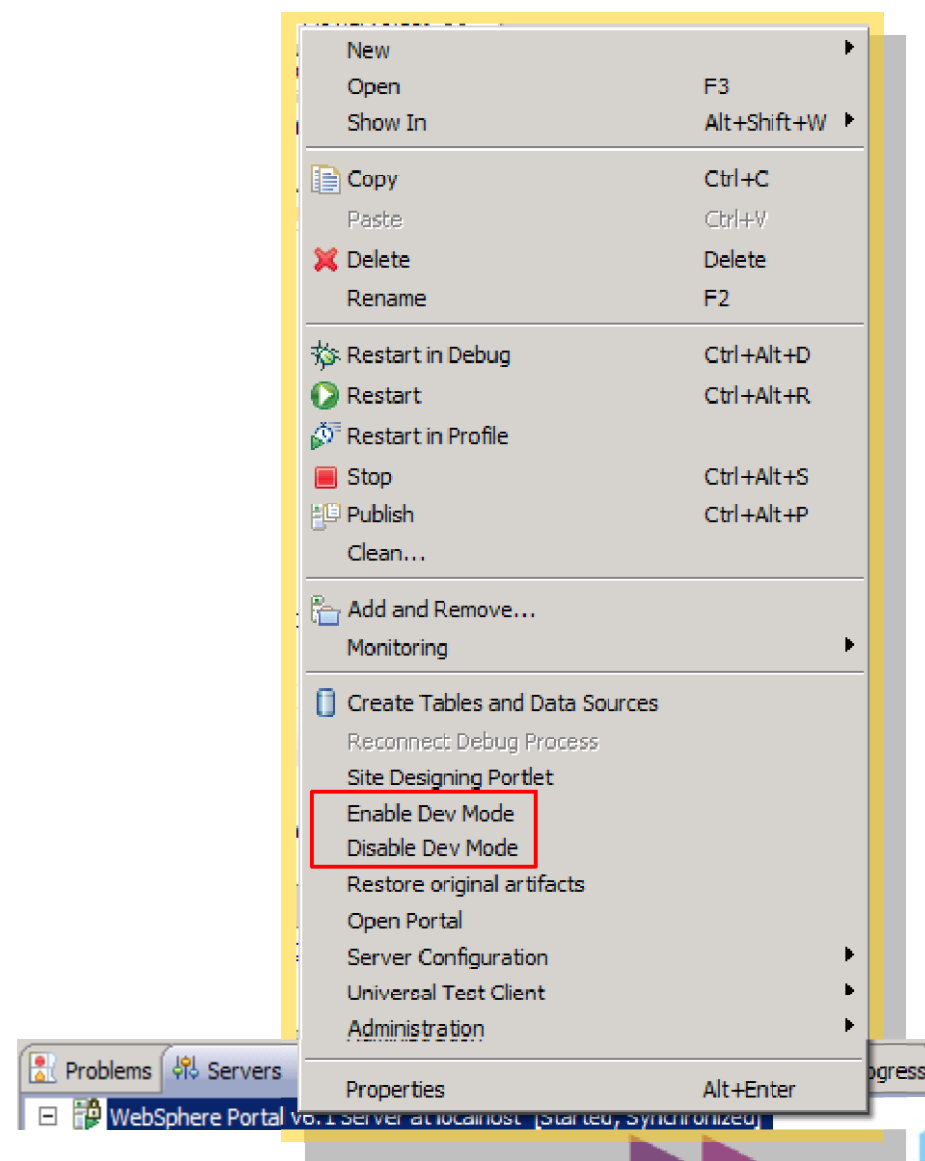 New
Open F3
Show In Alt+Shift+W
Copy Ctrl+C
Paste Ctrl+V
Delete Delete
Rename F2
Restart in Debug Ctrl+Alt+D
Restart Ctrl+Alt+R
Restart in Profile
Stop Ctrl+Alt+S
Publish Ctrl+Alt+P
Clean...
Add and Remove...
Monitoring
Create Tables and Data Sources
Reconnect Debug Process
Site Designing Portlet
Enable Dev Mode
Disable Dev Mode
Restore original artifacts
Open Portal
Server Configuration
Universal Test Client
Administration
Problems Servers ogress
Properties Alt+Enter
WebSphere Portal v6.1 Server at localhost [Started, Synchronized]